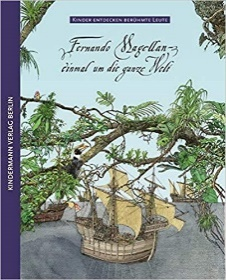 KINDER ENTDECKEN BERÜHMTE LEUTE
Fernando Magellan -
einmal um die ganze Welt
KINDERMANN VERLAG BERLIN